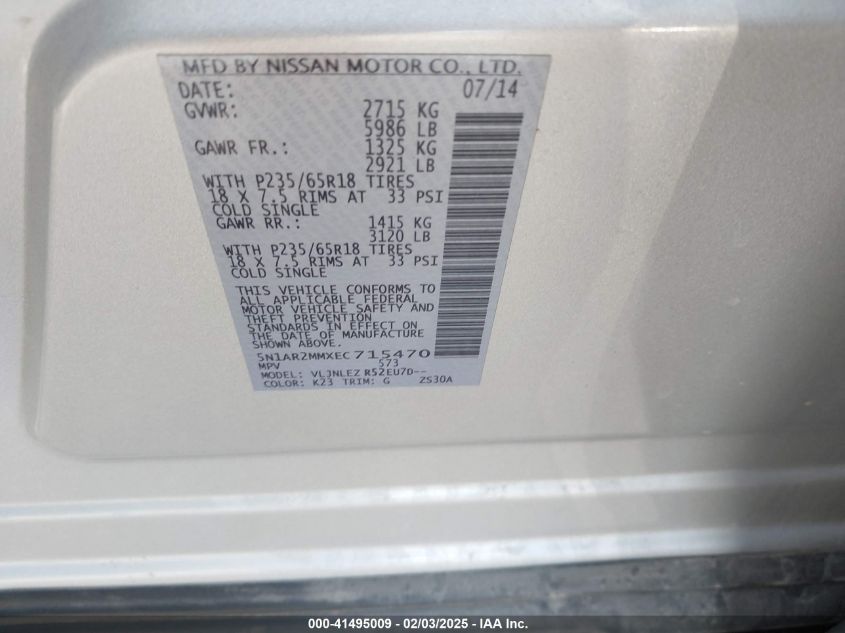 MFD BY NISSAN MOTOR CO., LTD.
DATE: 07/14
GVWR: 2715 KG
5986 LB
GAWR FR.: 1325 KG
2921 LB
WITH P235/65R18 TIRES
18 X 7.5 RIMS AT 33 PSI
COLD SINGLE
GAWR RR.: 1415 KG
3120 LB
WITH P235/65R18 TIRES
18 X 7.5 RIMS AT 33 PSI
COLD SINGLE
THIS VEHICLE CONFORMS TO
ALL APPLICABLE FEDERAL
MOTOR VEHICLE SAFETY AND
THEFT PREVENTION
STANDARDS IN EFFECT ON
THE DATE OF MANUFACTURE
SHOWN ABOVE.
5N1AR2MMXEC715470
MPV 573
MODEL: VLJNLEZ R52EU7D--
COLOR: K23 TRIM: G ZS30A
000-41495009 - 02/03/2025 - IAA Inc.